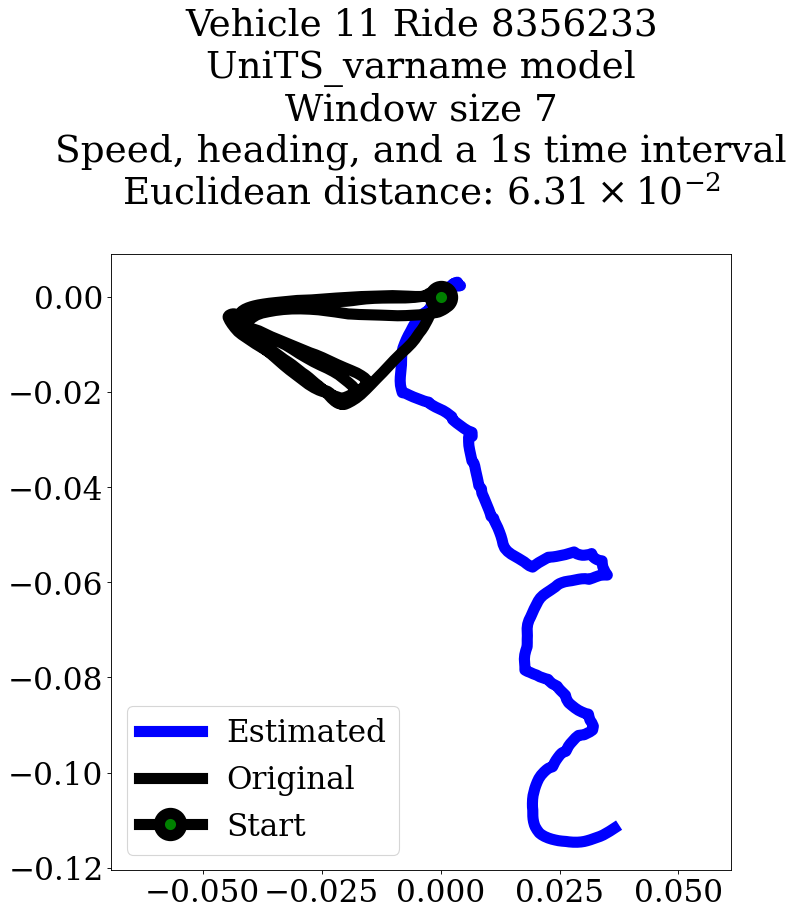 Vehicle 11 Ride 8356233
UniTS_varname model
Window size 7
Speed, heading, and a 1s time interval
Euclidean distance: 6.31 × 10⁻²
0.00
−0.02
−0.04
−0.06
−0.08
−0.10
−0.12
Estimated
Original
Start
−0.050 −0.025 0.000 0.025 0.050